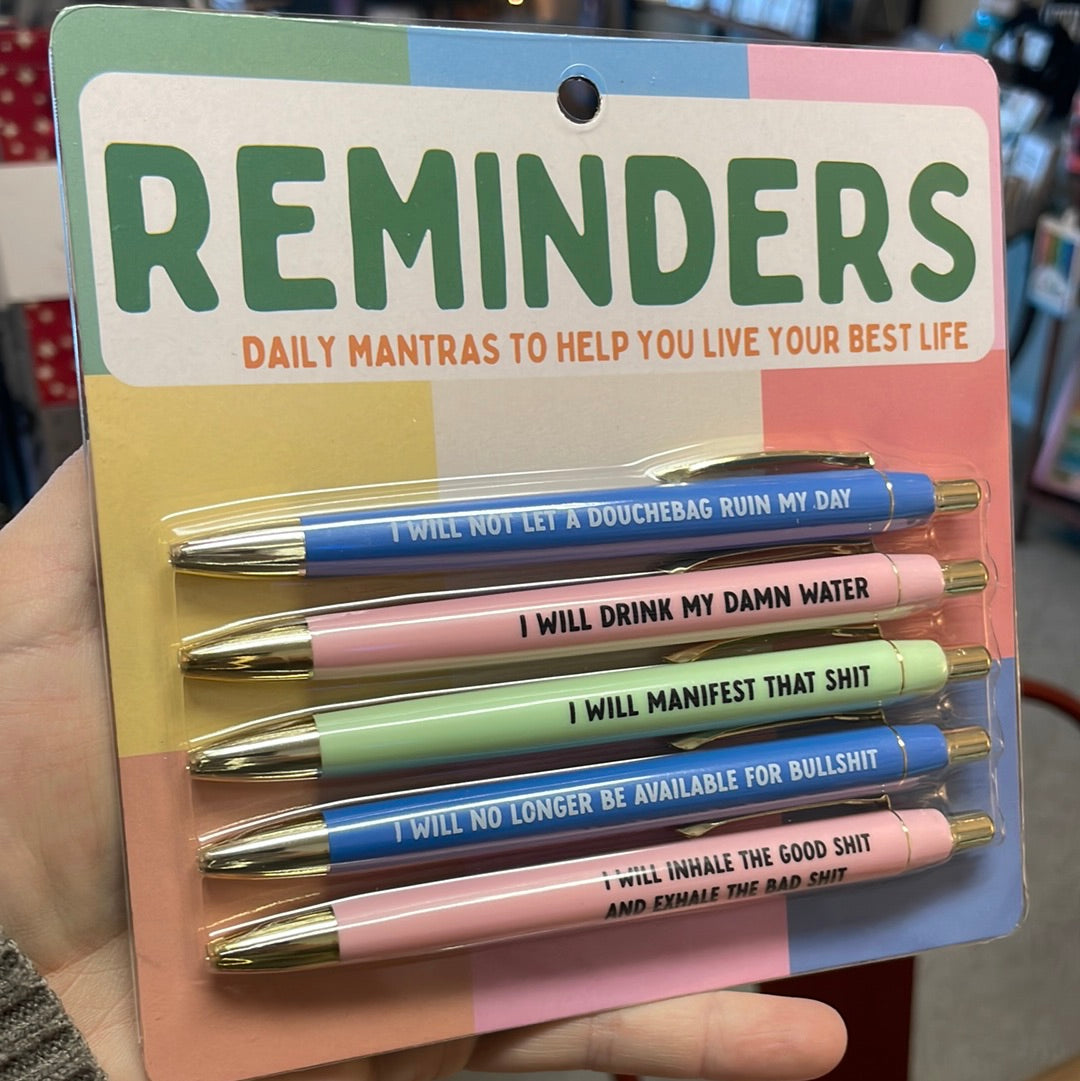 REMINDERS
DAILY MANTRAS TO HELP YOU LIVE YOUR BEST LIFE
I WILL NOT LET A DOUCHEBAG RUIN MY DAY
I WILL DRINK MY DAMN WATER
I WILL MANIFEST THAT SHIT
I WILL NO LONGER BE AVAILABLE FOR BULLSHIT
I WILL INHALE THE GOOD SHIT
AND EXHALE THE BAD SHIT